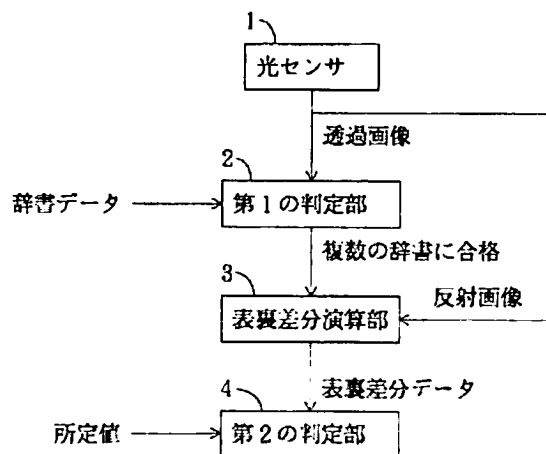 1
光センサ
透過画像
2
辞書データ
第1の判定部
複数の辞書に合格
3
反射画像
表裏差分演算部
表裏差分データ
4
所定値
第2の判定部